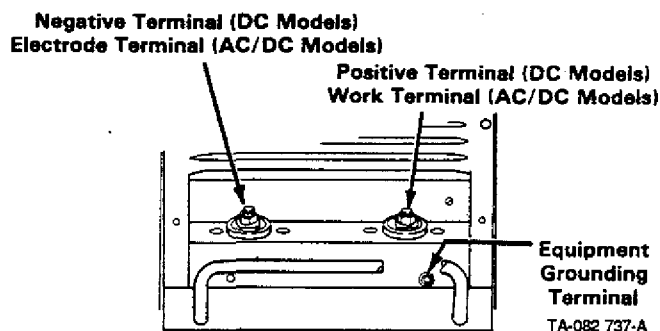 Negative Terminal (DC Models)
Electrode Terminal (AC/DC Models)
Positive Terminal (DC Models)
Work Terminal (AC/DC Models)
Equipment
Grounding
Terminal
TA-082 737-A